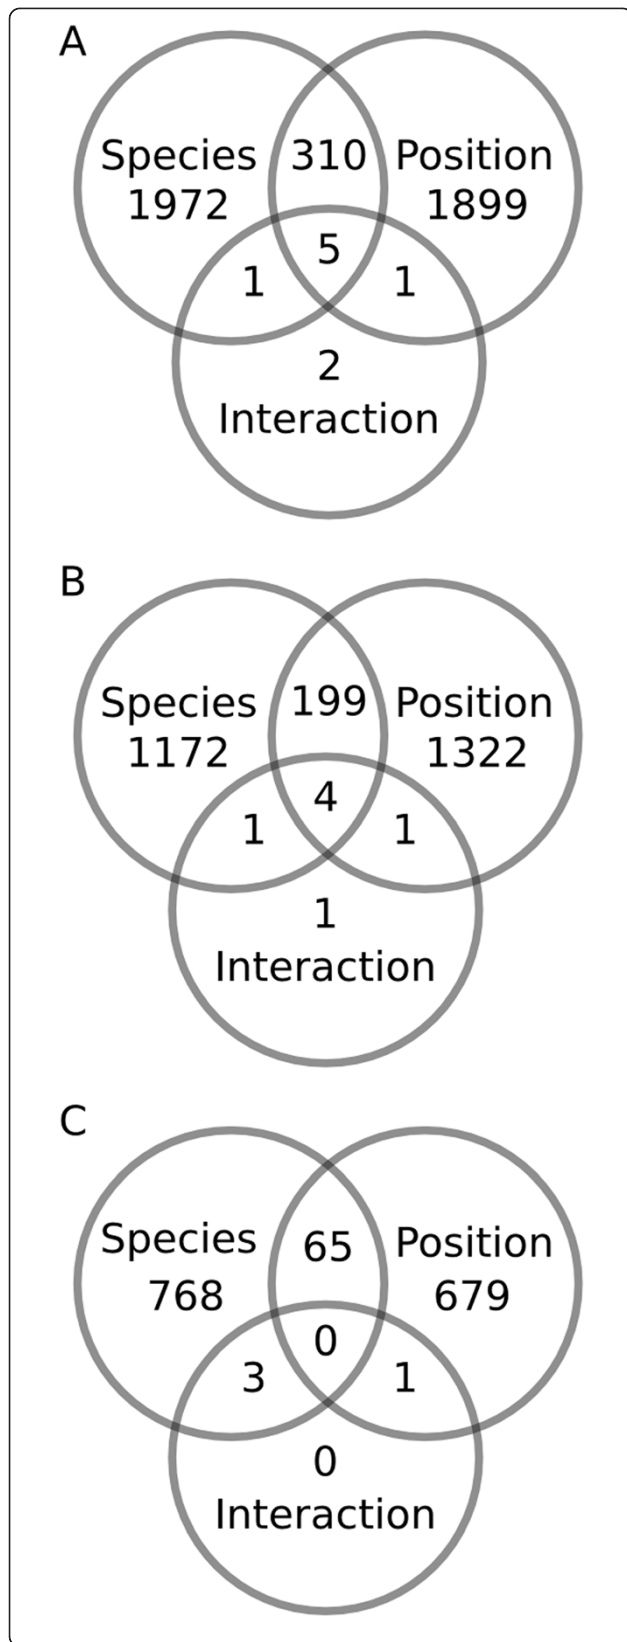 A
Species 310 Position
1972 1899
5
1 1
2
Interaction
B
Species 199 Position
1172 1322
4
1 1
1
Interaction
C
Species 65 Position
768 679
0
3 1
0
Interaction